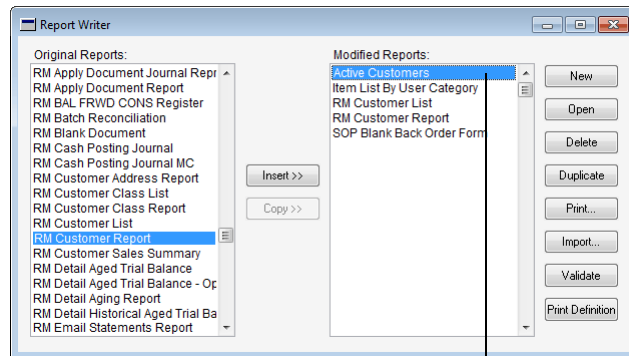 Report Writer
Original Reports:
RM Apply Document Journal Repr
RM Apply Document Report
RM BAL FRWD CONS Register
RM Batch Reconciliation
RM Blank Document
RM Cash Posting Journal
RM Cash Posting Journal MC
RM Customer Address Report
RM Customer Class List
RM Customer Class Report
RM Customer List
RM Customer Report
RM Customer Sales Summary
RM Detail Aged Trial Balance
RM Detail Aged Trial Balance - Op
RM Detail Aging Report
RM Detail Historical Aged Trial Ba
RM Email Statements Report
Insert >>
Copy >>
Modified Reports:
Active Customers
Item List By User Category
RM Customer List
RM Customer Report
SOP Blank Back Order Form
New
Open
Delete
Duplicate
Print...
Import...
Validate
Print Definition